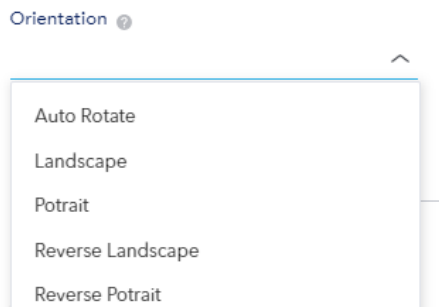 Orientation
Auto Rotate
Landscape
Potrait
Reverse Landscape
Reverse Potrait